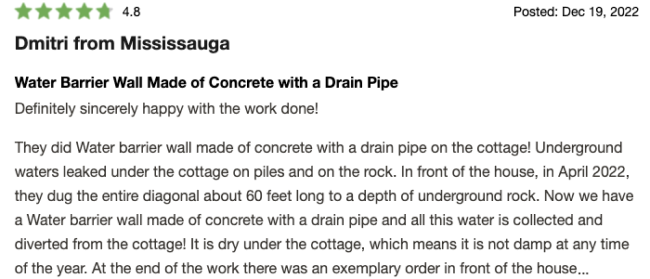 4.8 Posted: Dec 19, 2022
Dmitri from Mississauga
Water Barrier Wall Made of Concrete with a Drain Pipe
Definitely sincerely happy with the work done!
They did Water barrier wall made of concrete with a drain pipe on the cottage! Underground
waters leaked under the cottage on piles and on the rock. In front of the house, in April 2022,
they dug the entire diagonal about 60 feet long to a depth of underground rock. Now we have
a Water barrier wall made of concrete with a drain pipe and all this water is collected and
diverted from the cottage! It is dry under the cottage, which means it is not damp at any time
of the year. At the end of the work there was an exemplary order in front of the house...